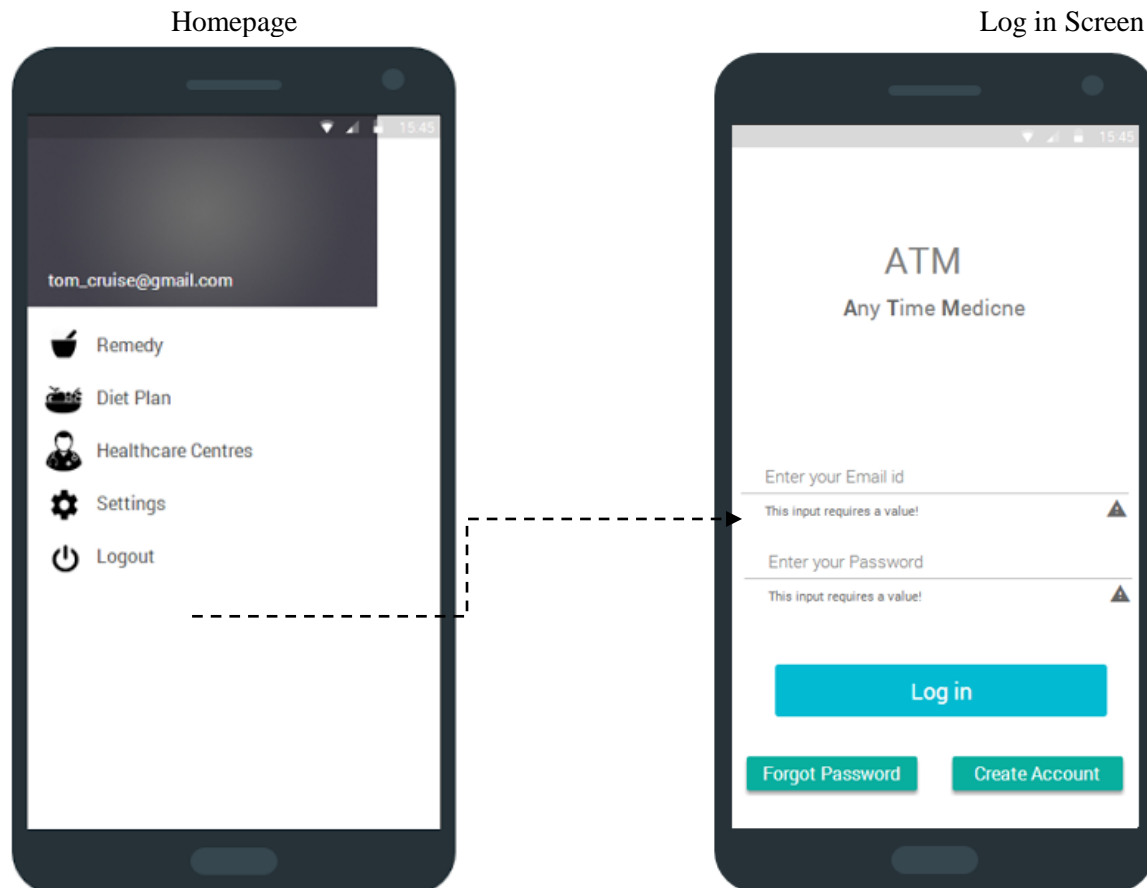 Homepage
Log in Screen
15:45
tom_cruise@gmail.com
Remedy
Diet Plan
Healthcare Centres
Settings
Logout
15:45
ATM
Any Time Medicne
Enter your Email id
This input requires a value!
Enter your Password
This input requires a value!
Log in
Forgot Password
Create Account